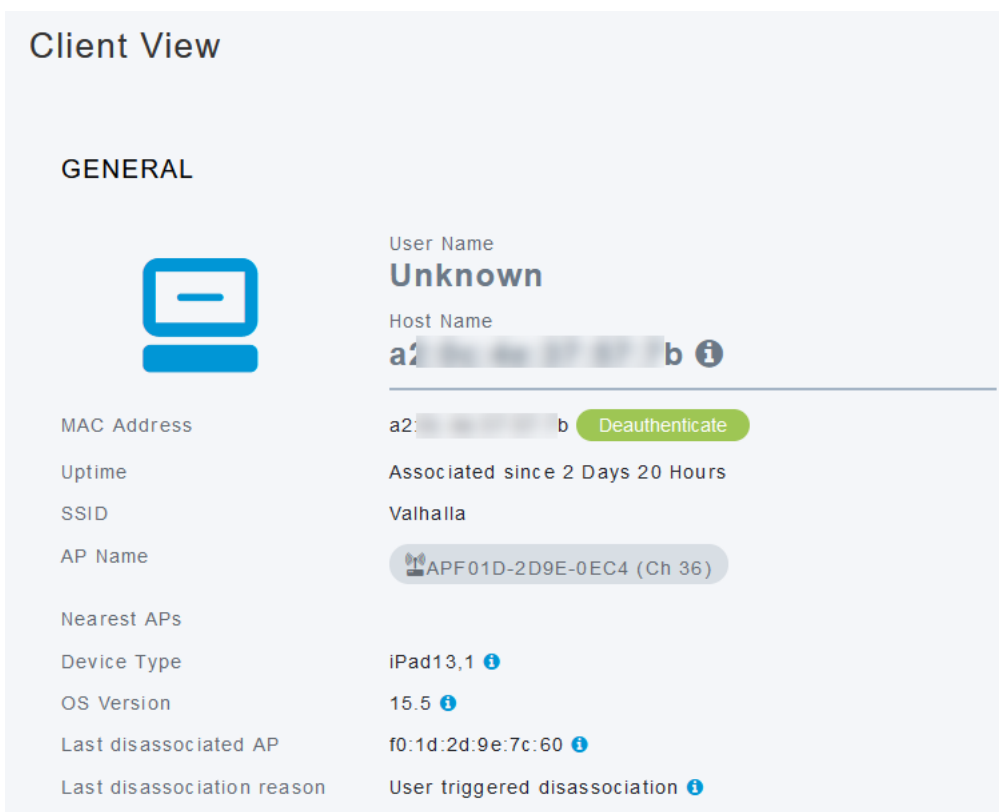 Client View
GENERAL
User Name
Unknown
Host Name
MAC Address
Deauthenticate
Uptime
Associated since 2 Days 20 Hours
SSID
Valhalla
AP Name
APF01D-2D9E-0EC4 (Ch 36)
Nearest APs
Device Type
iPad13,1
OS Version
15.5
Last disassociated AP
f0:1d:2d:9e:7c:60
Last disassociation reason
User triggered disassociation